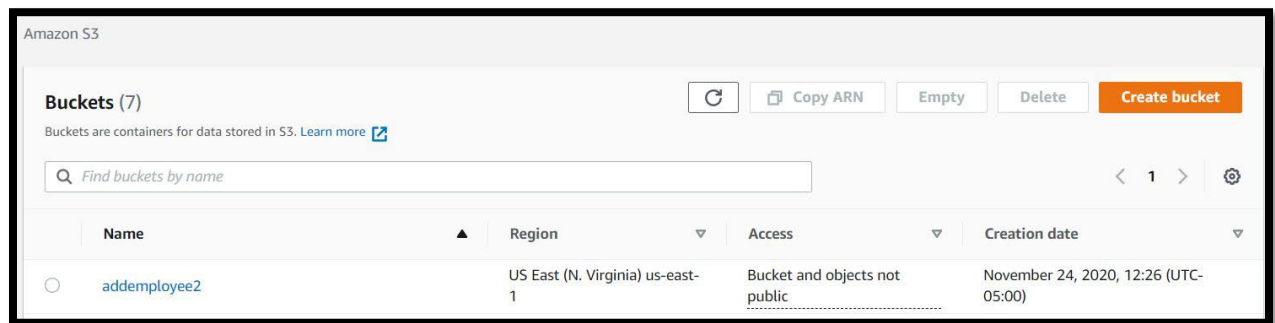 Amazon S3
Buckets (7)
Copy ARN
Empty
Delete
Create bucket
Buckets are containers for data stored in S3. Learn more
Find buckets by name
1
Name
Region
Access
Creation date
addemployee2
US East (N. Virginia) us-east-
1
Bucket and objects not
public
November 24, 2020, 12:26 (UTC-
05:00)